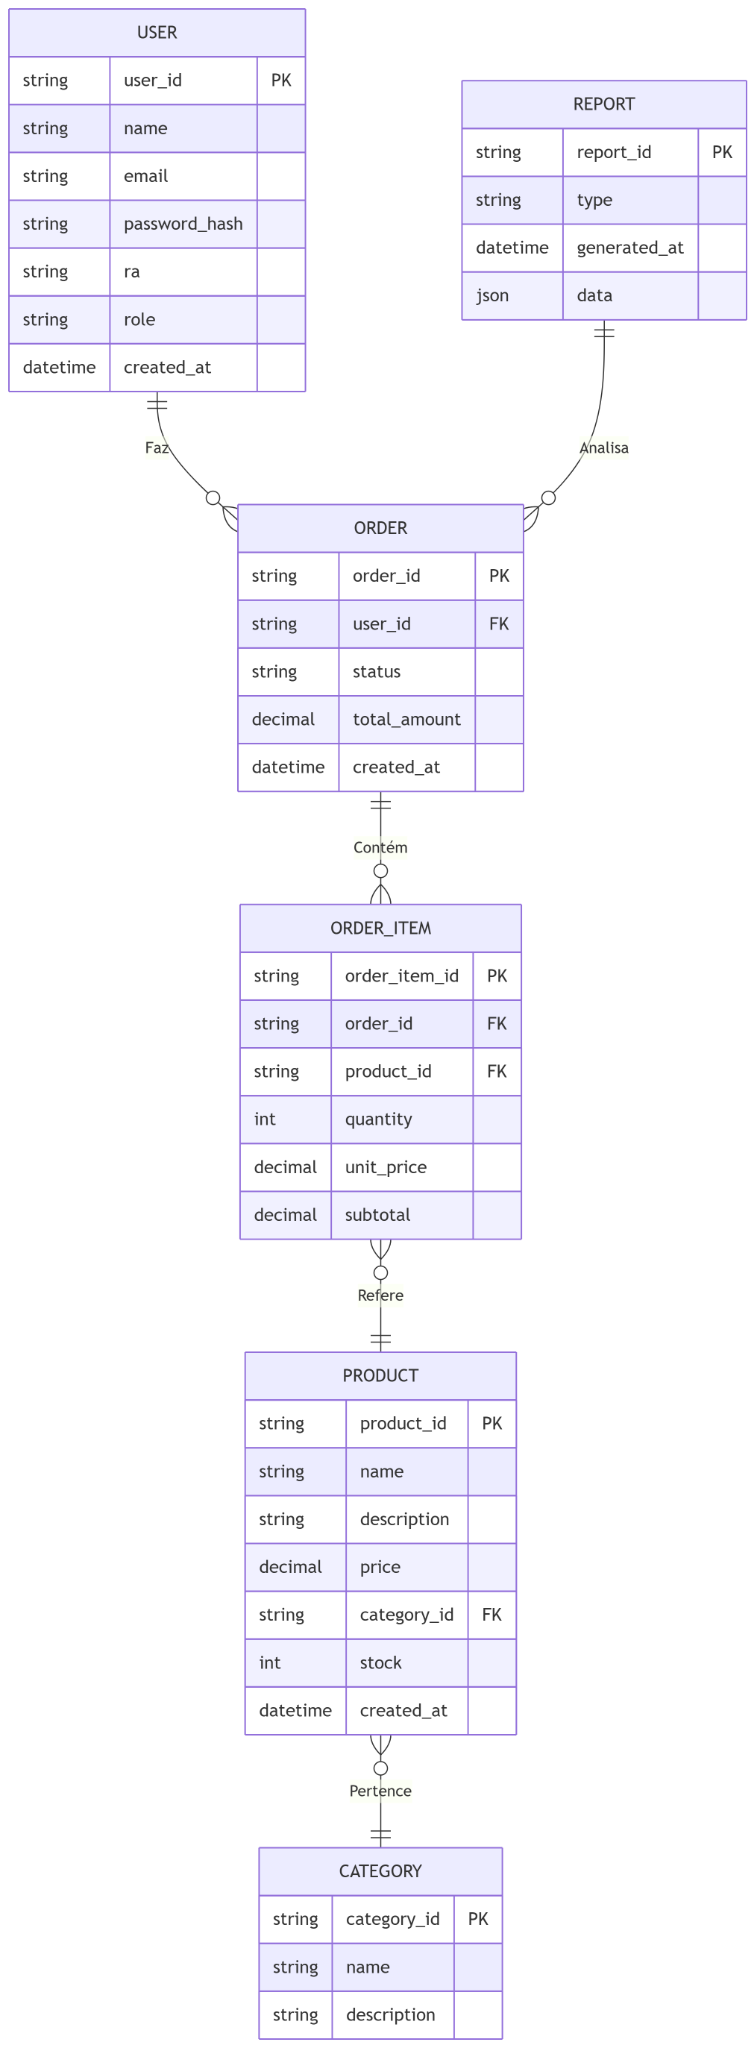 USER
string user_id PK
string name
string email
string password_hash
string ra
string role
datetime created_at
REPORT
string report_id PK
string type
datetime generated_at
json data
Faz
Analisa
ORDER
string order_id PK
string user_id FK
string status
decimal total_amount
datetime created_at
Contém
ORDER_ITEM
string order_item_id PK
string order_id FK
string product_id FK
int quantity
decimal unit_price
decimal subtotal
Refere
PRODUCT
string product_id PK
string name
string description
decimal price
string category_id FK
int stock
datetime created_at
Pertence
CATEGORY
string category_id PK
string name
string description